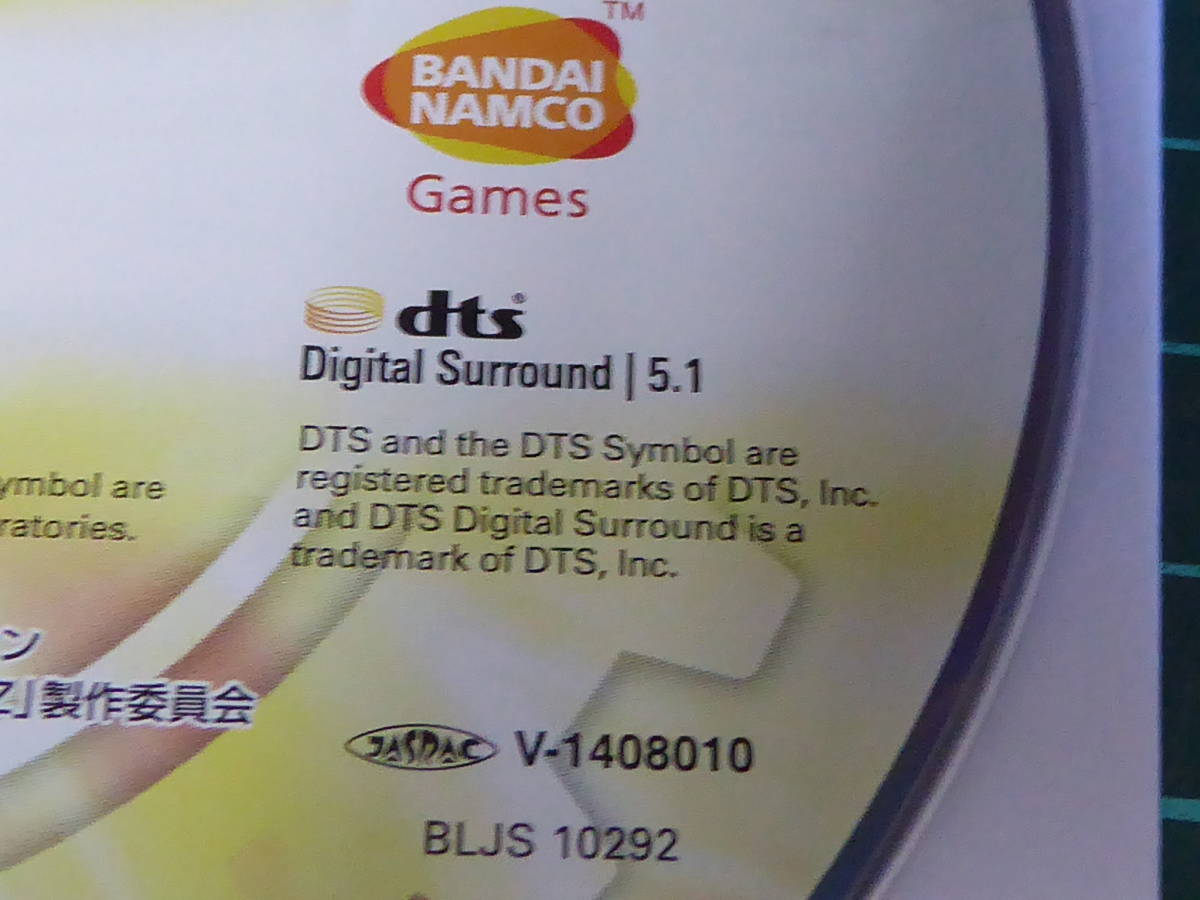 TM
BANDAI
NAMCO
Games
dts®
Digital Surround | 5.1
DTS and the DTS Symbol are
registered trademarks of DTS, Inc.
and DTS Digital Surround is a
trademark of DTS, Inc.
ymbol are
ratories.
ン
Z」製作委員会
JASRAC V-1408010
BLJS 10292